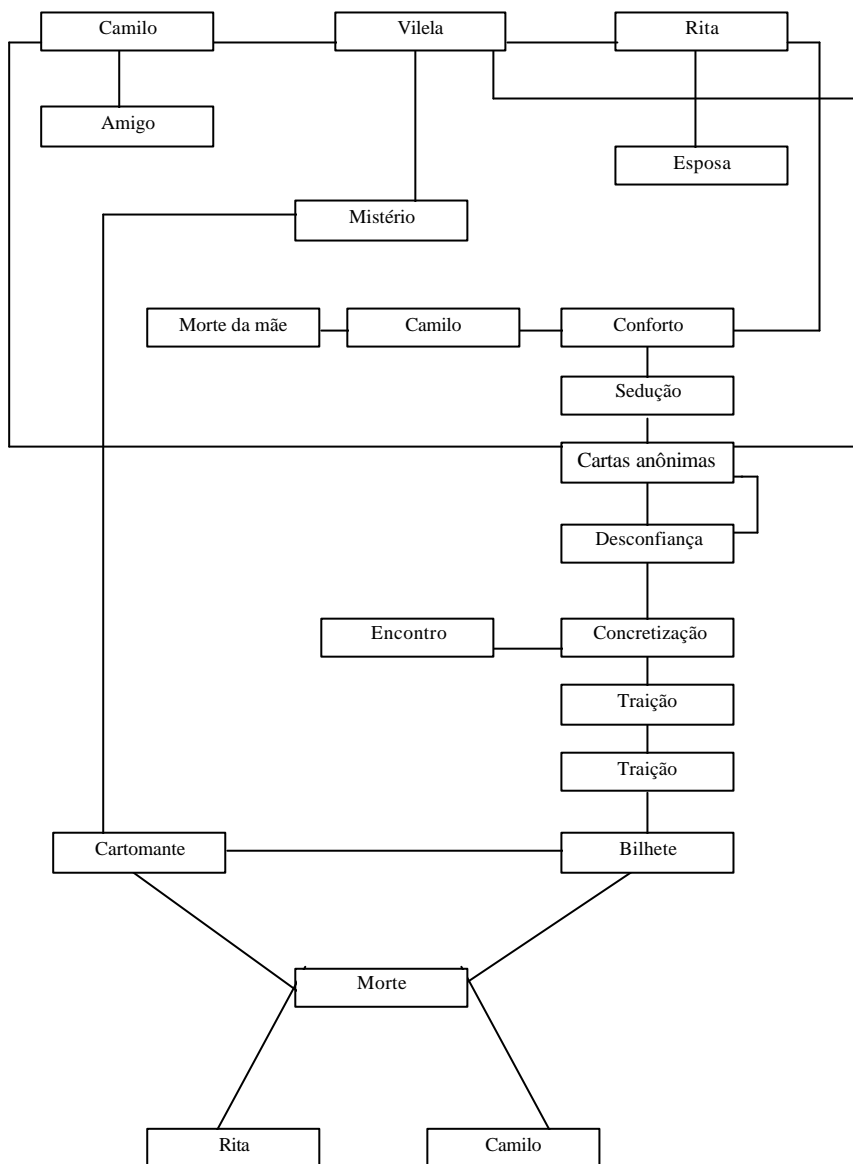 Camilo
Vilela
Rita
Amigo
Esposa
Mistério
Morte da mãe
Camilo
Conforto
Sedução
Cartas anônimas
Desconfiança
Encontro
Concretização
Traição
Traição
Cartomante
Bilhete
Morte
Rita
Camilo